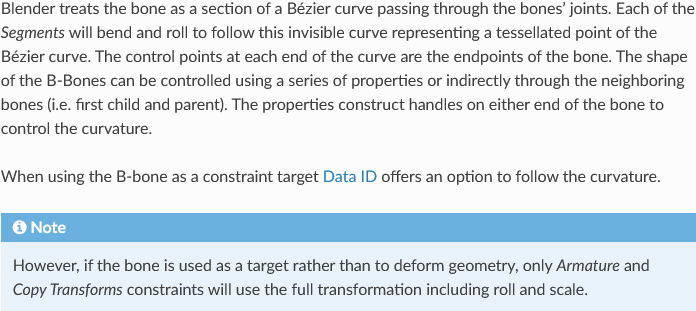 Blender treats the bone as a section of a Bézier curve passing through the bones’ joints. Each of the
Segments will bend and roll to follow this invisible curve representing a tessellated point of the
Bézier curve. The control points at each end of the curve are the endpoints of the bone. The shape
of the B-Bones can be controlled using a series of properties or indirectly through the neighboring
bones (i.e. first child and parent). The properties construct handles on either end of the bone to
control the curvature.
When using the B-bone as a constraint target Data ID offers an option to follow the curvature.
Note
However, if the bone is used as a target rather than to deform geometry, only Armature and
Copy Transforms constraints will use the full transformation including roll and scale.